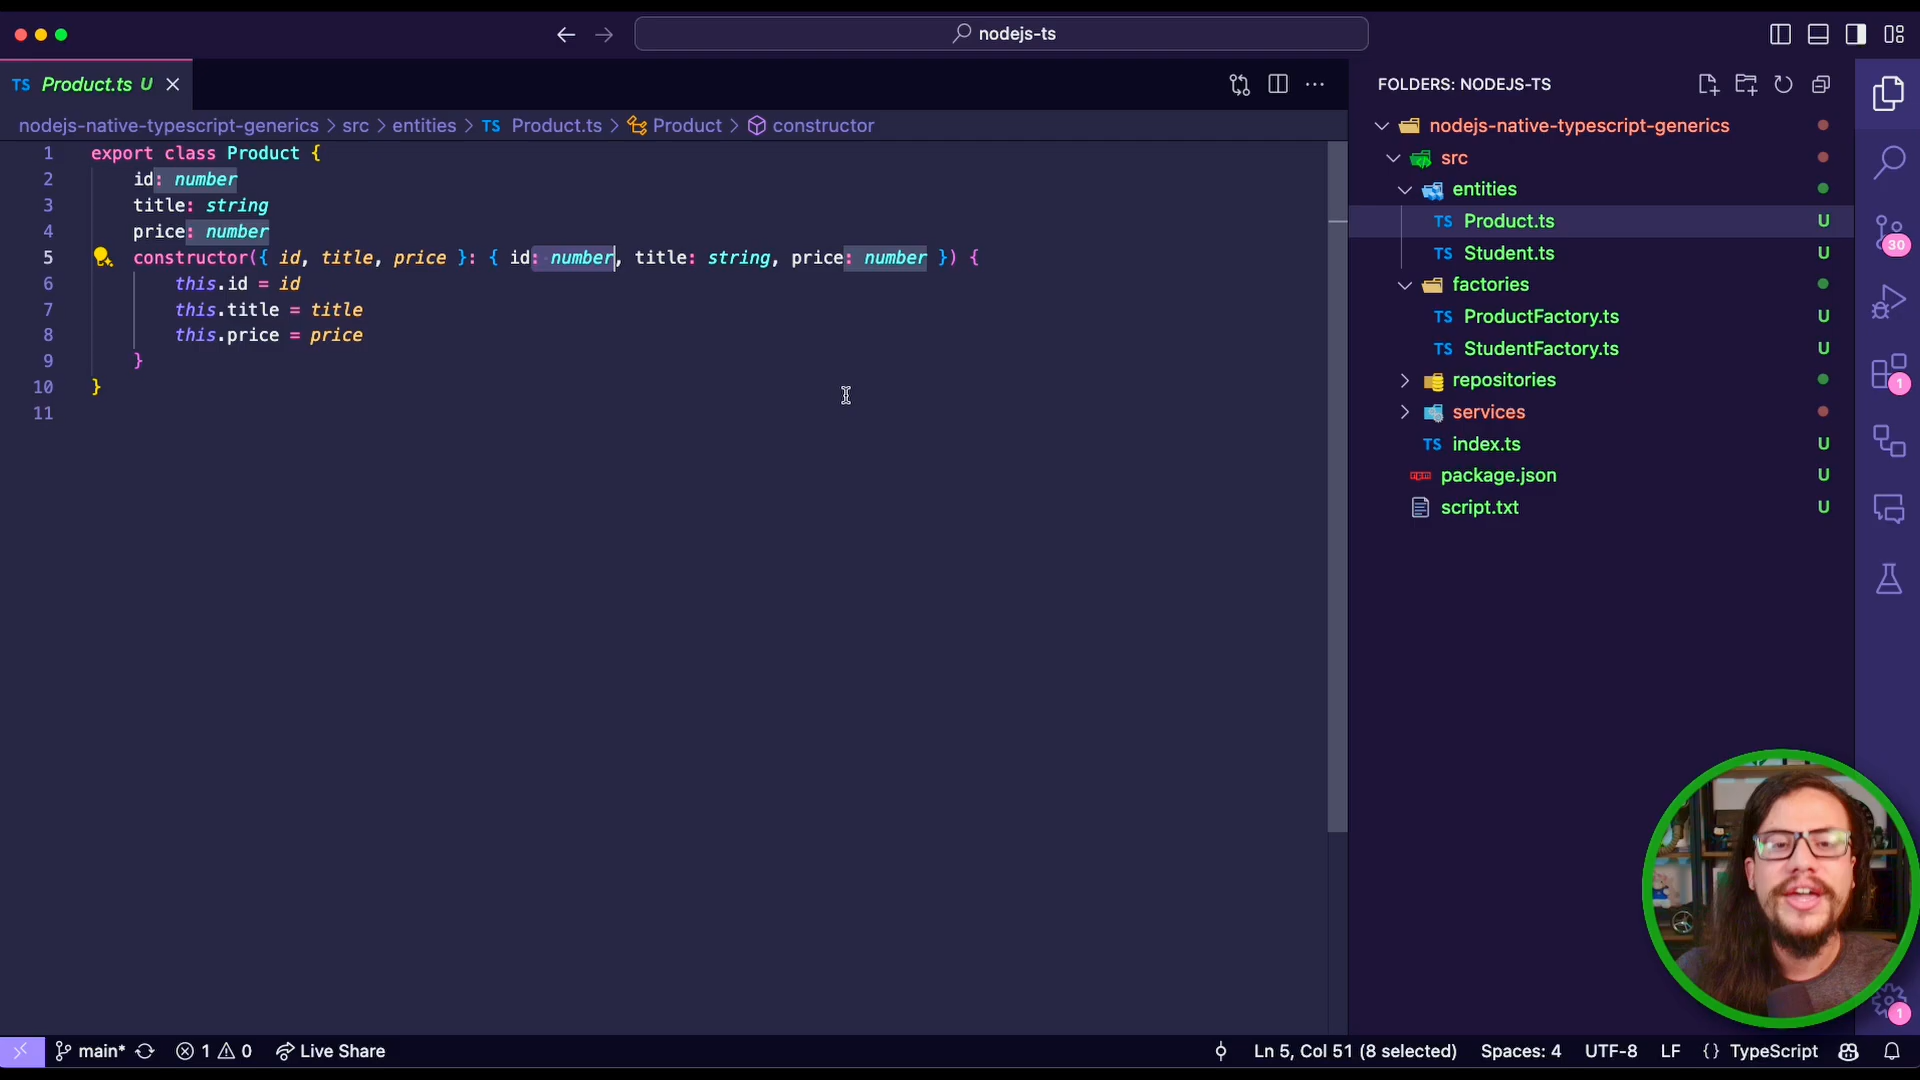 nodejs-ts
TS Product.ts U
FOLDERS: NODEJS-TS
nodejs-native-typescript-generics > src > entities > TS Product.ts > Product > constructor
1 export class Product {
2 id: number
3 title: string
4 price: number
5 constructor({ id, title, price }: { id: number, title: string, price: number }) {
6 this.id = id
7 this.title = title
8 this.price = price
9 }
10 }
11
nodejs-native-typescript-generics
src
entities
TS Product.ts U
TS Student.ts U
factories
TS ProductFactory.ts U
TS StudentFactory.ts U
repositories
services
TS index.ts U
npm package.json U
script.txt U
30
1
1
main* 1 0 Live Share
Ln 5, Col 51 (8 selected) Spaces: 4 UTF-8 LF {} TypeScript